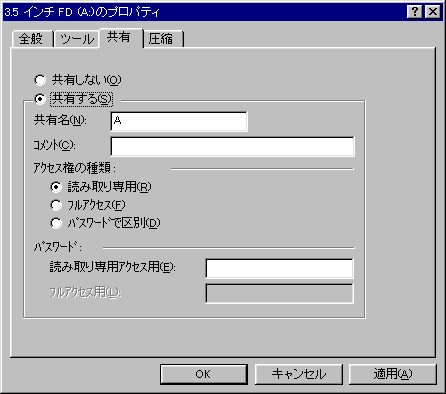 3.5 インチ FD (A:)のプロパティ
全般 ツール 共有 圧縮
共有しない(O)
共有する(S)
共有名(N): A
ｺﾒﾝﾄ(C):
ｱｸｾｽ権の種類:
読み取り専用(R)
ﾌﾙｱｸｾｽ(F)
ﾊﾟｽﾜｰﾄﾞで区別(D)
ﾊﾟｽﾜｰﾄﾞ:
読み取り専用ｱｸｾｽ用(E):
ﾌﾙｱｸｾｽ用(L):
OK キャンセル 適用(A)